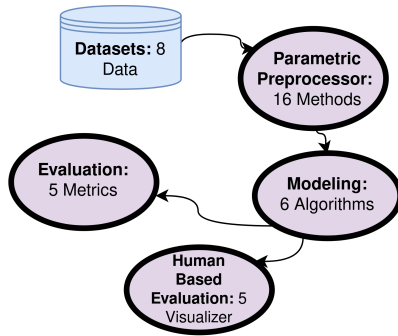 Datasets: 8
Data
Parametric
Preprocessor:
16 Methods
Evaluation:
5 Metrics
Modeling:
6 Algorithms
Human
Based
Evaluation: 5
Visualizer